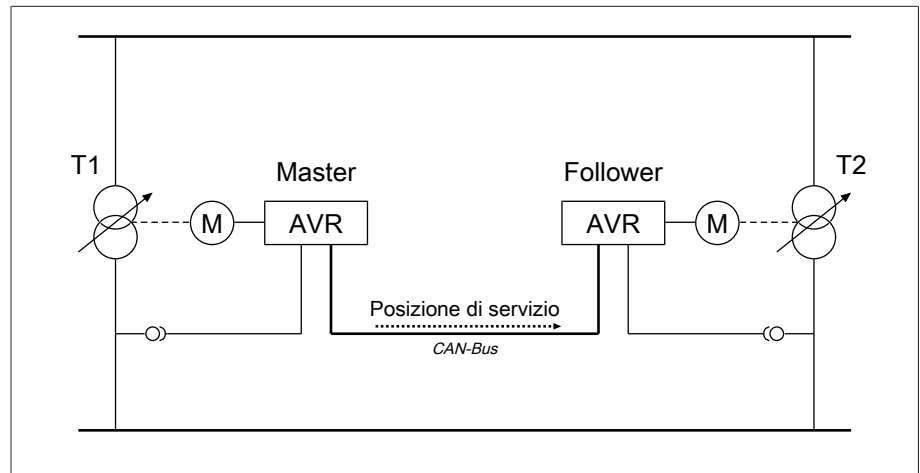 T1
Master
Follower
T2
M
AVR
AVR
M
Posizione di servizio
CAN-Bus